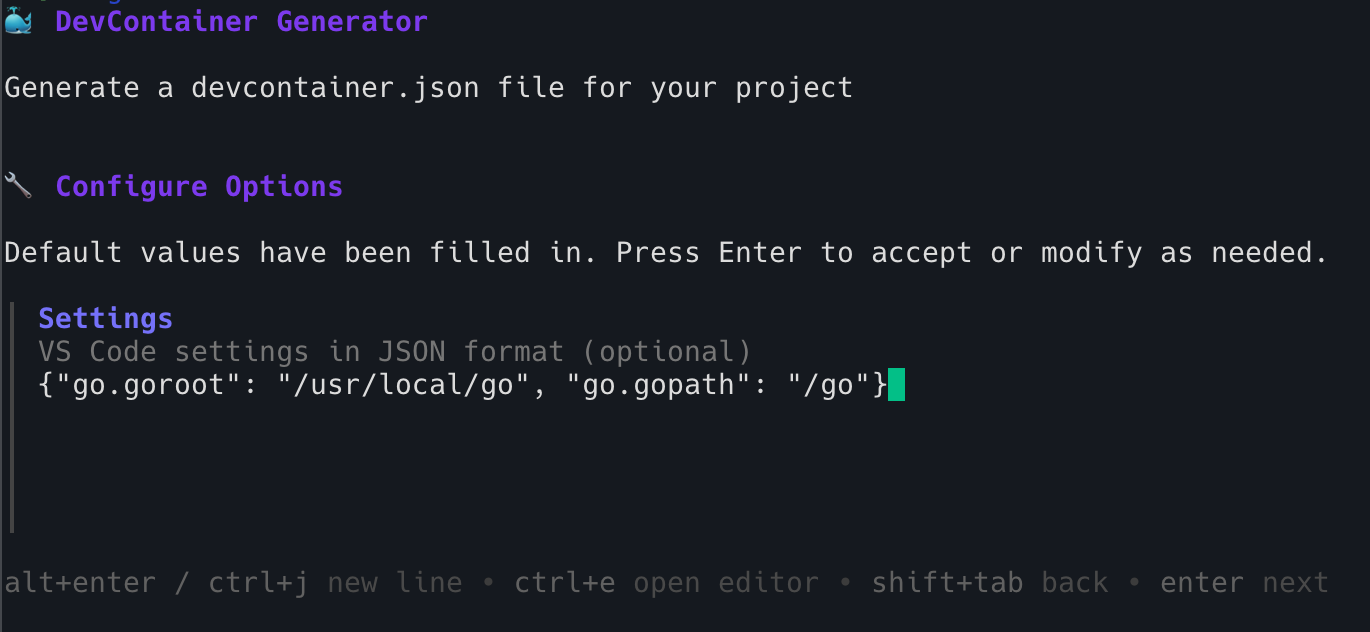 DevContainer Generator
Generate a devcontainer.json file for your project
Configure Options
Default values have been filled in. Press Enter to accept or modify as needed.
Settings
VS Code settings in JSON format (optional)
{"go.goroot": "/usr/local/go", "go.gopath": "/go"}
alt+enter / ctrl+j new line • ctrl+e open editor • shift+tab back • enter next